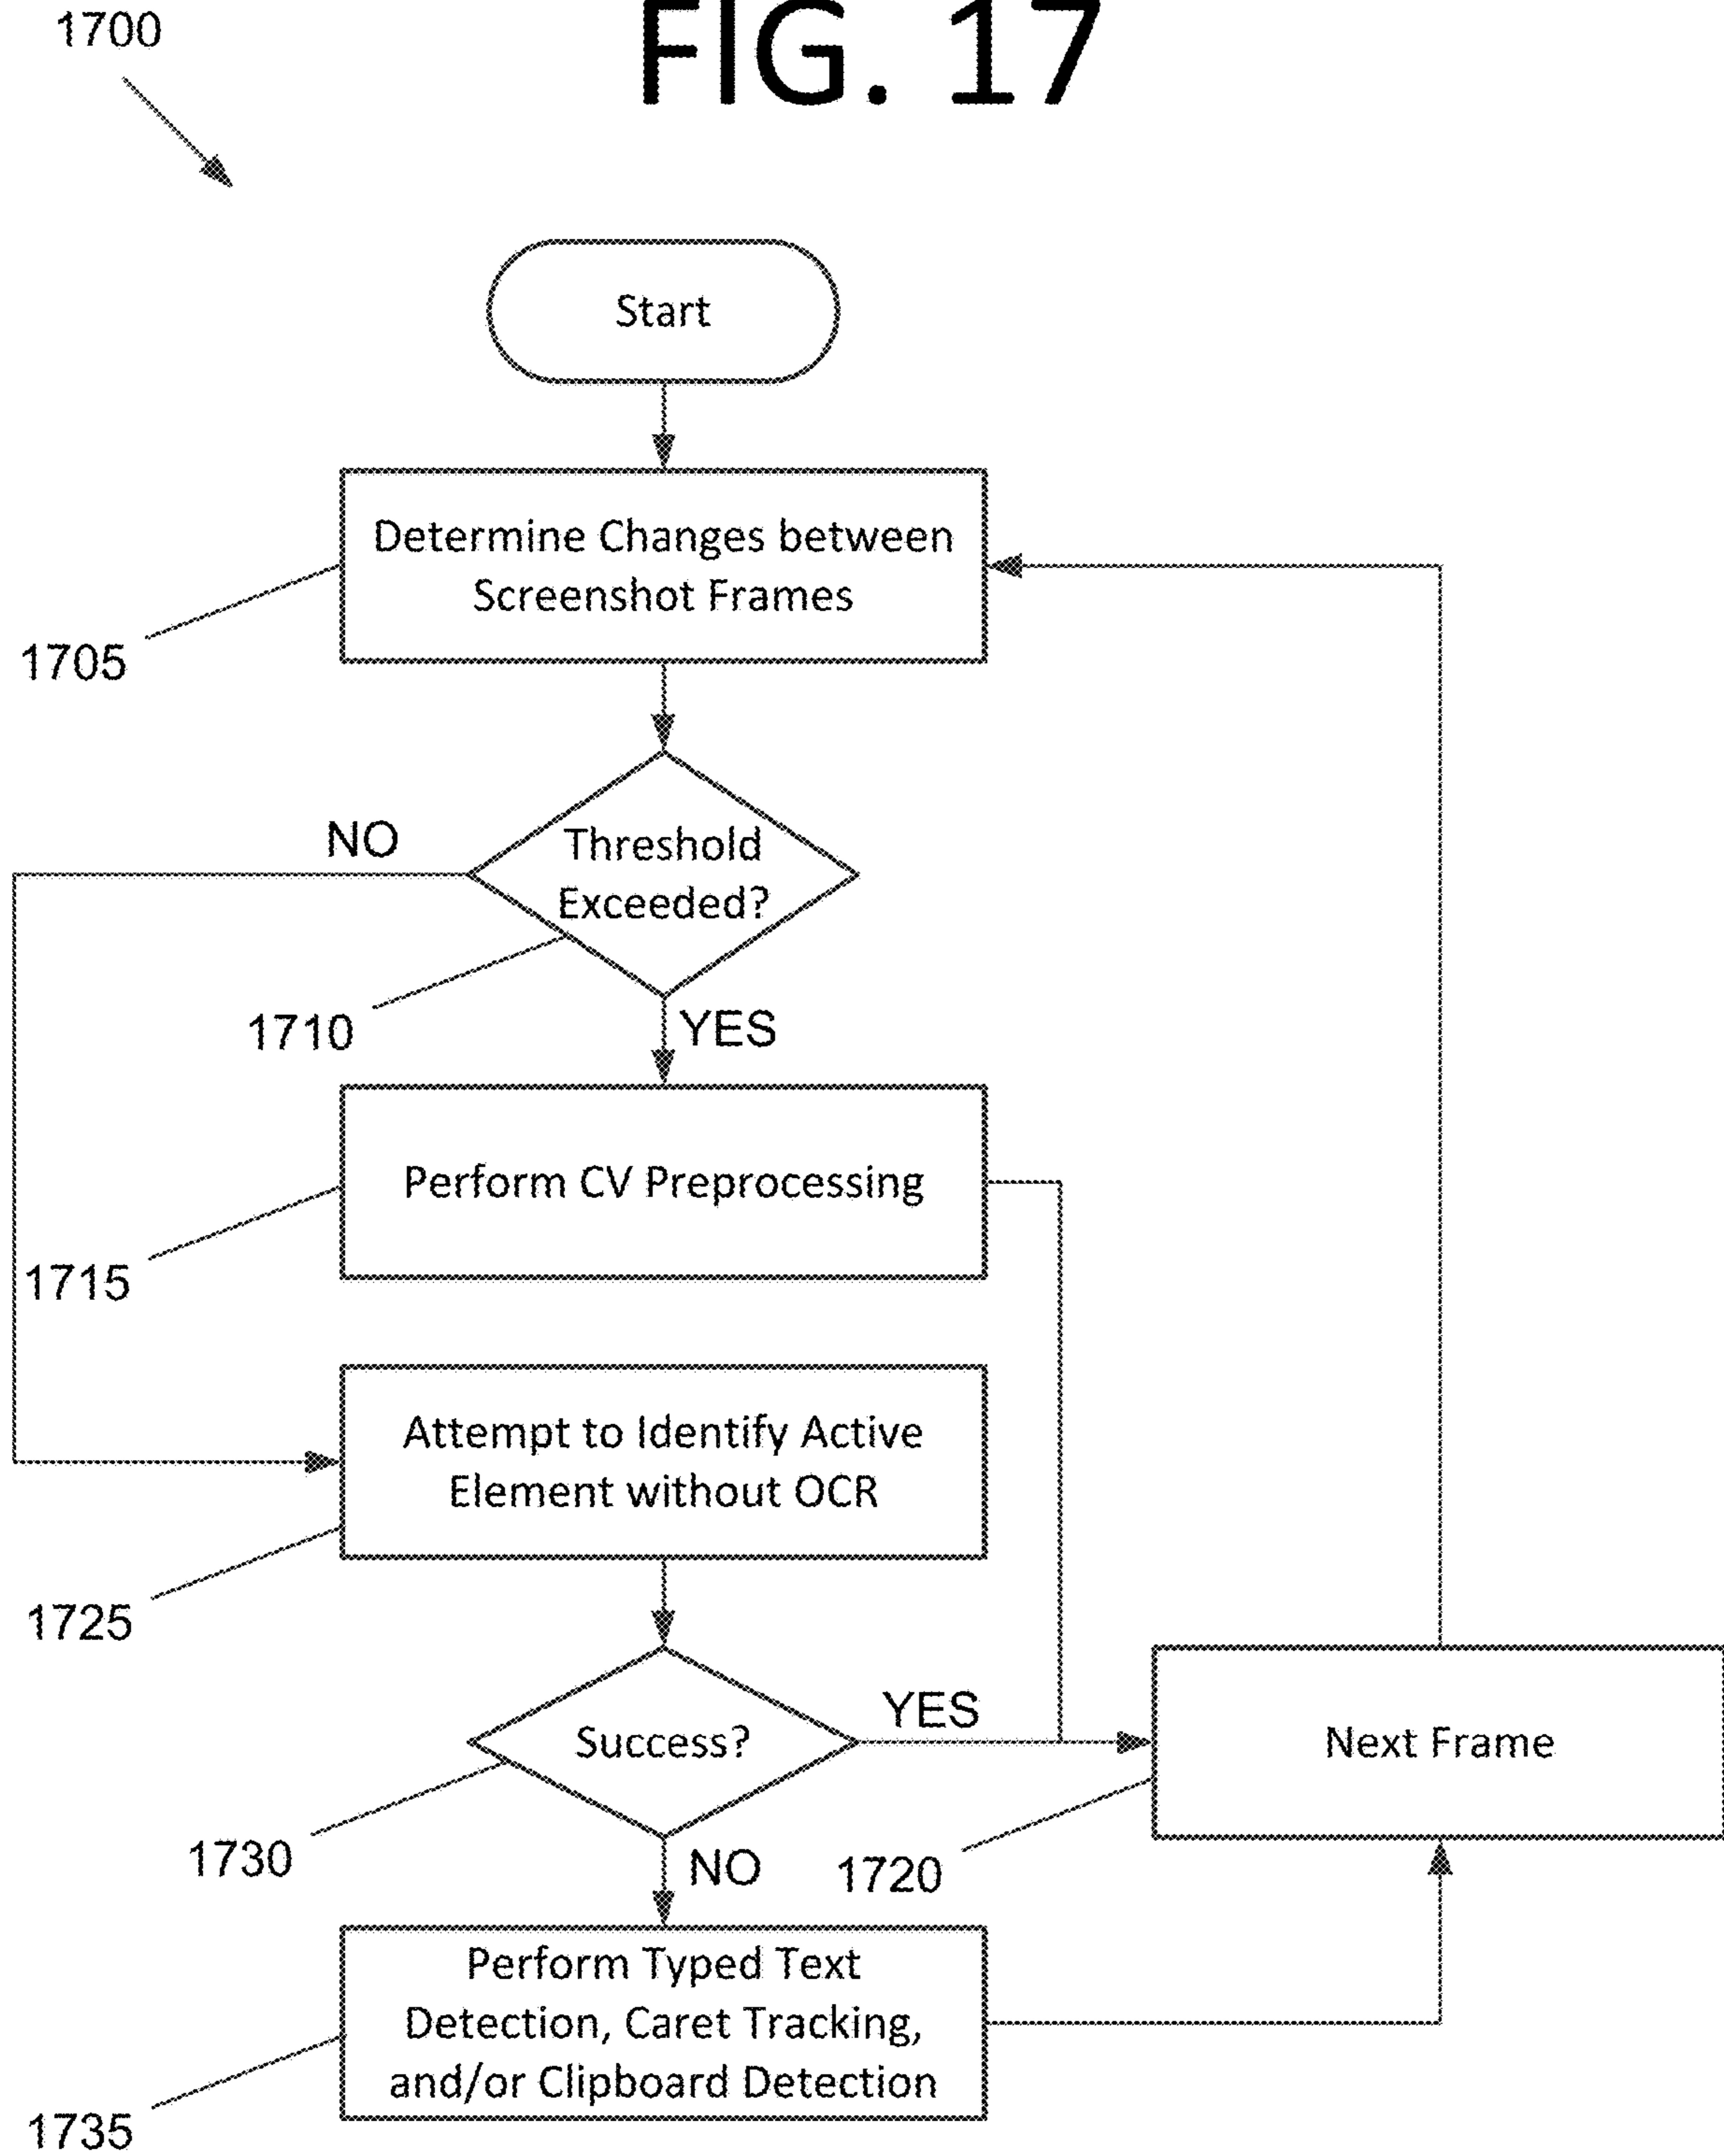 FIG. 17
1700
Start
Determine Changes between
Screenshot Frames
1705
NO
Threshold
Exceeded?
1710
YES
Perform CV Preprocessing
1715
Attempt to Identify Active
Element without OCR
1725
Success?
YES
Next Frame
1730
NO
1720
Perform Typed Text
Detection, Caret Tracking,
and/or Clipboard Detection
1735